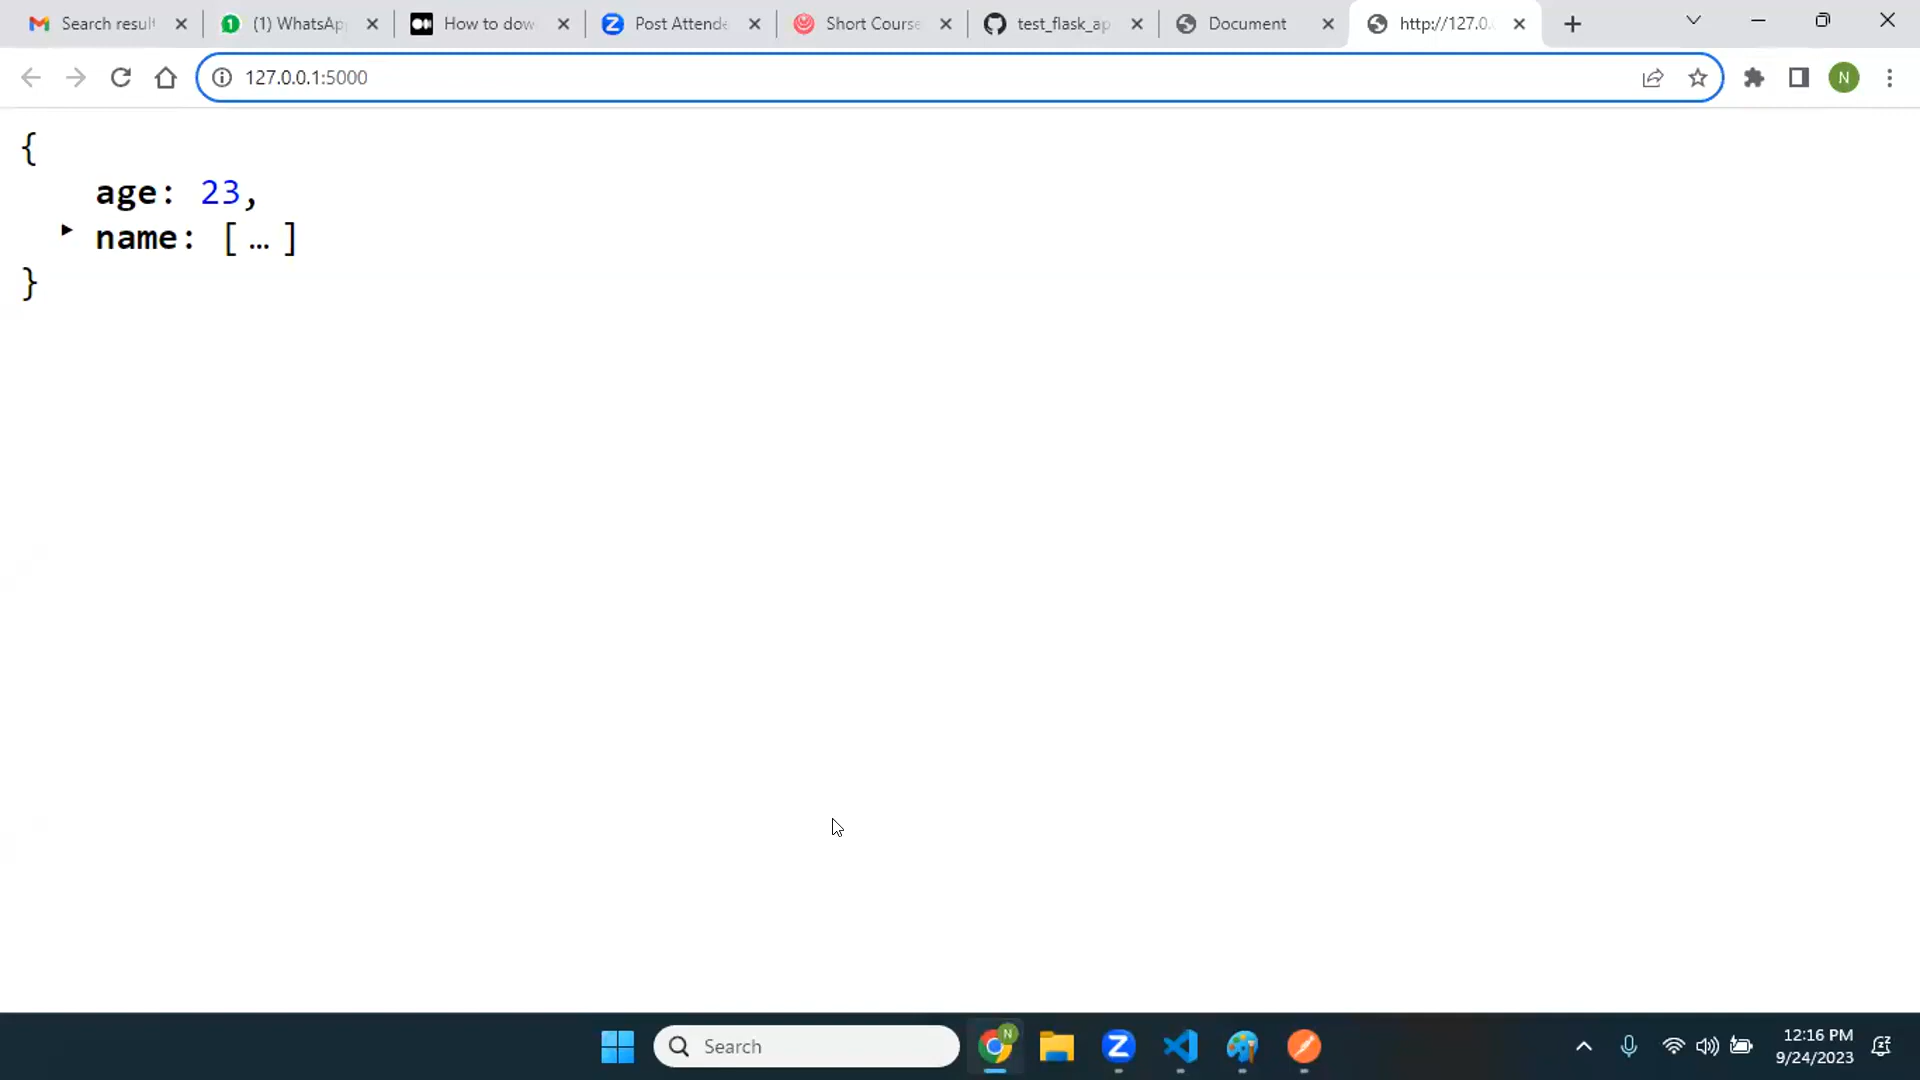 Search result
1
(1) WhatsAp
How to dow
Post Attende
Short Course
test_flask_ap
Document
http://127.0.
127.0.0.1:5000
N
{
age: 23,
name: [ … ]
}
Search
N
12:16 PM
9/24/2023